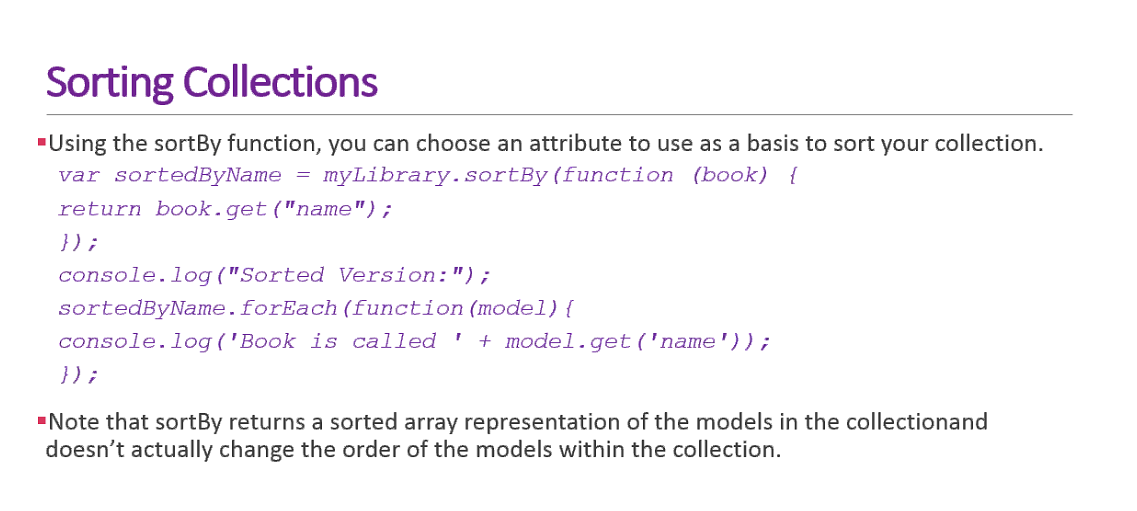 Sorting Collections
▪Using the sortBy function, you can choose an attribute to use as a basis to sort your collection.
var sortedByName = myLibrary.sortBy(function (book) {
return book.get("name");
});
console.log("Sorted Version:");
sortedByName.forEach(function(model){
console.log('Book is called ' + model.get('name'));
});
▪Note that sortBy returns a sorted array representation of the models in the collectionand
doesn’t actually change the order of the models within the collection.